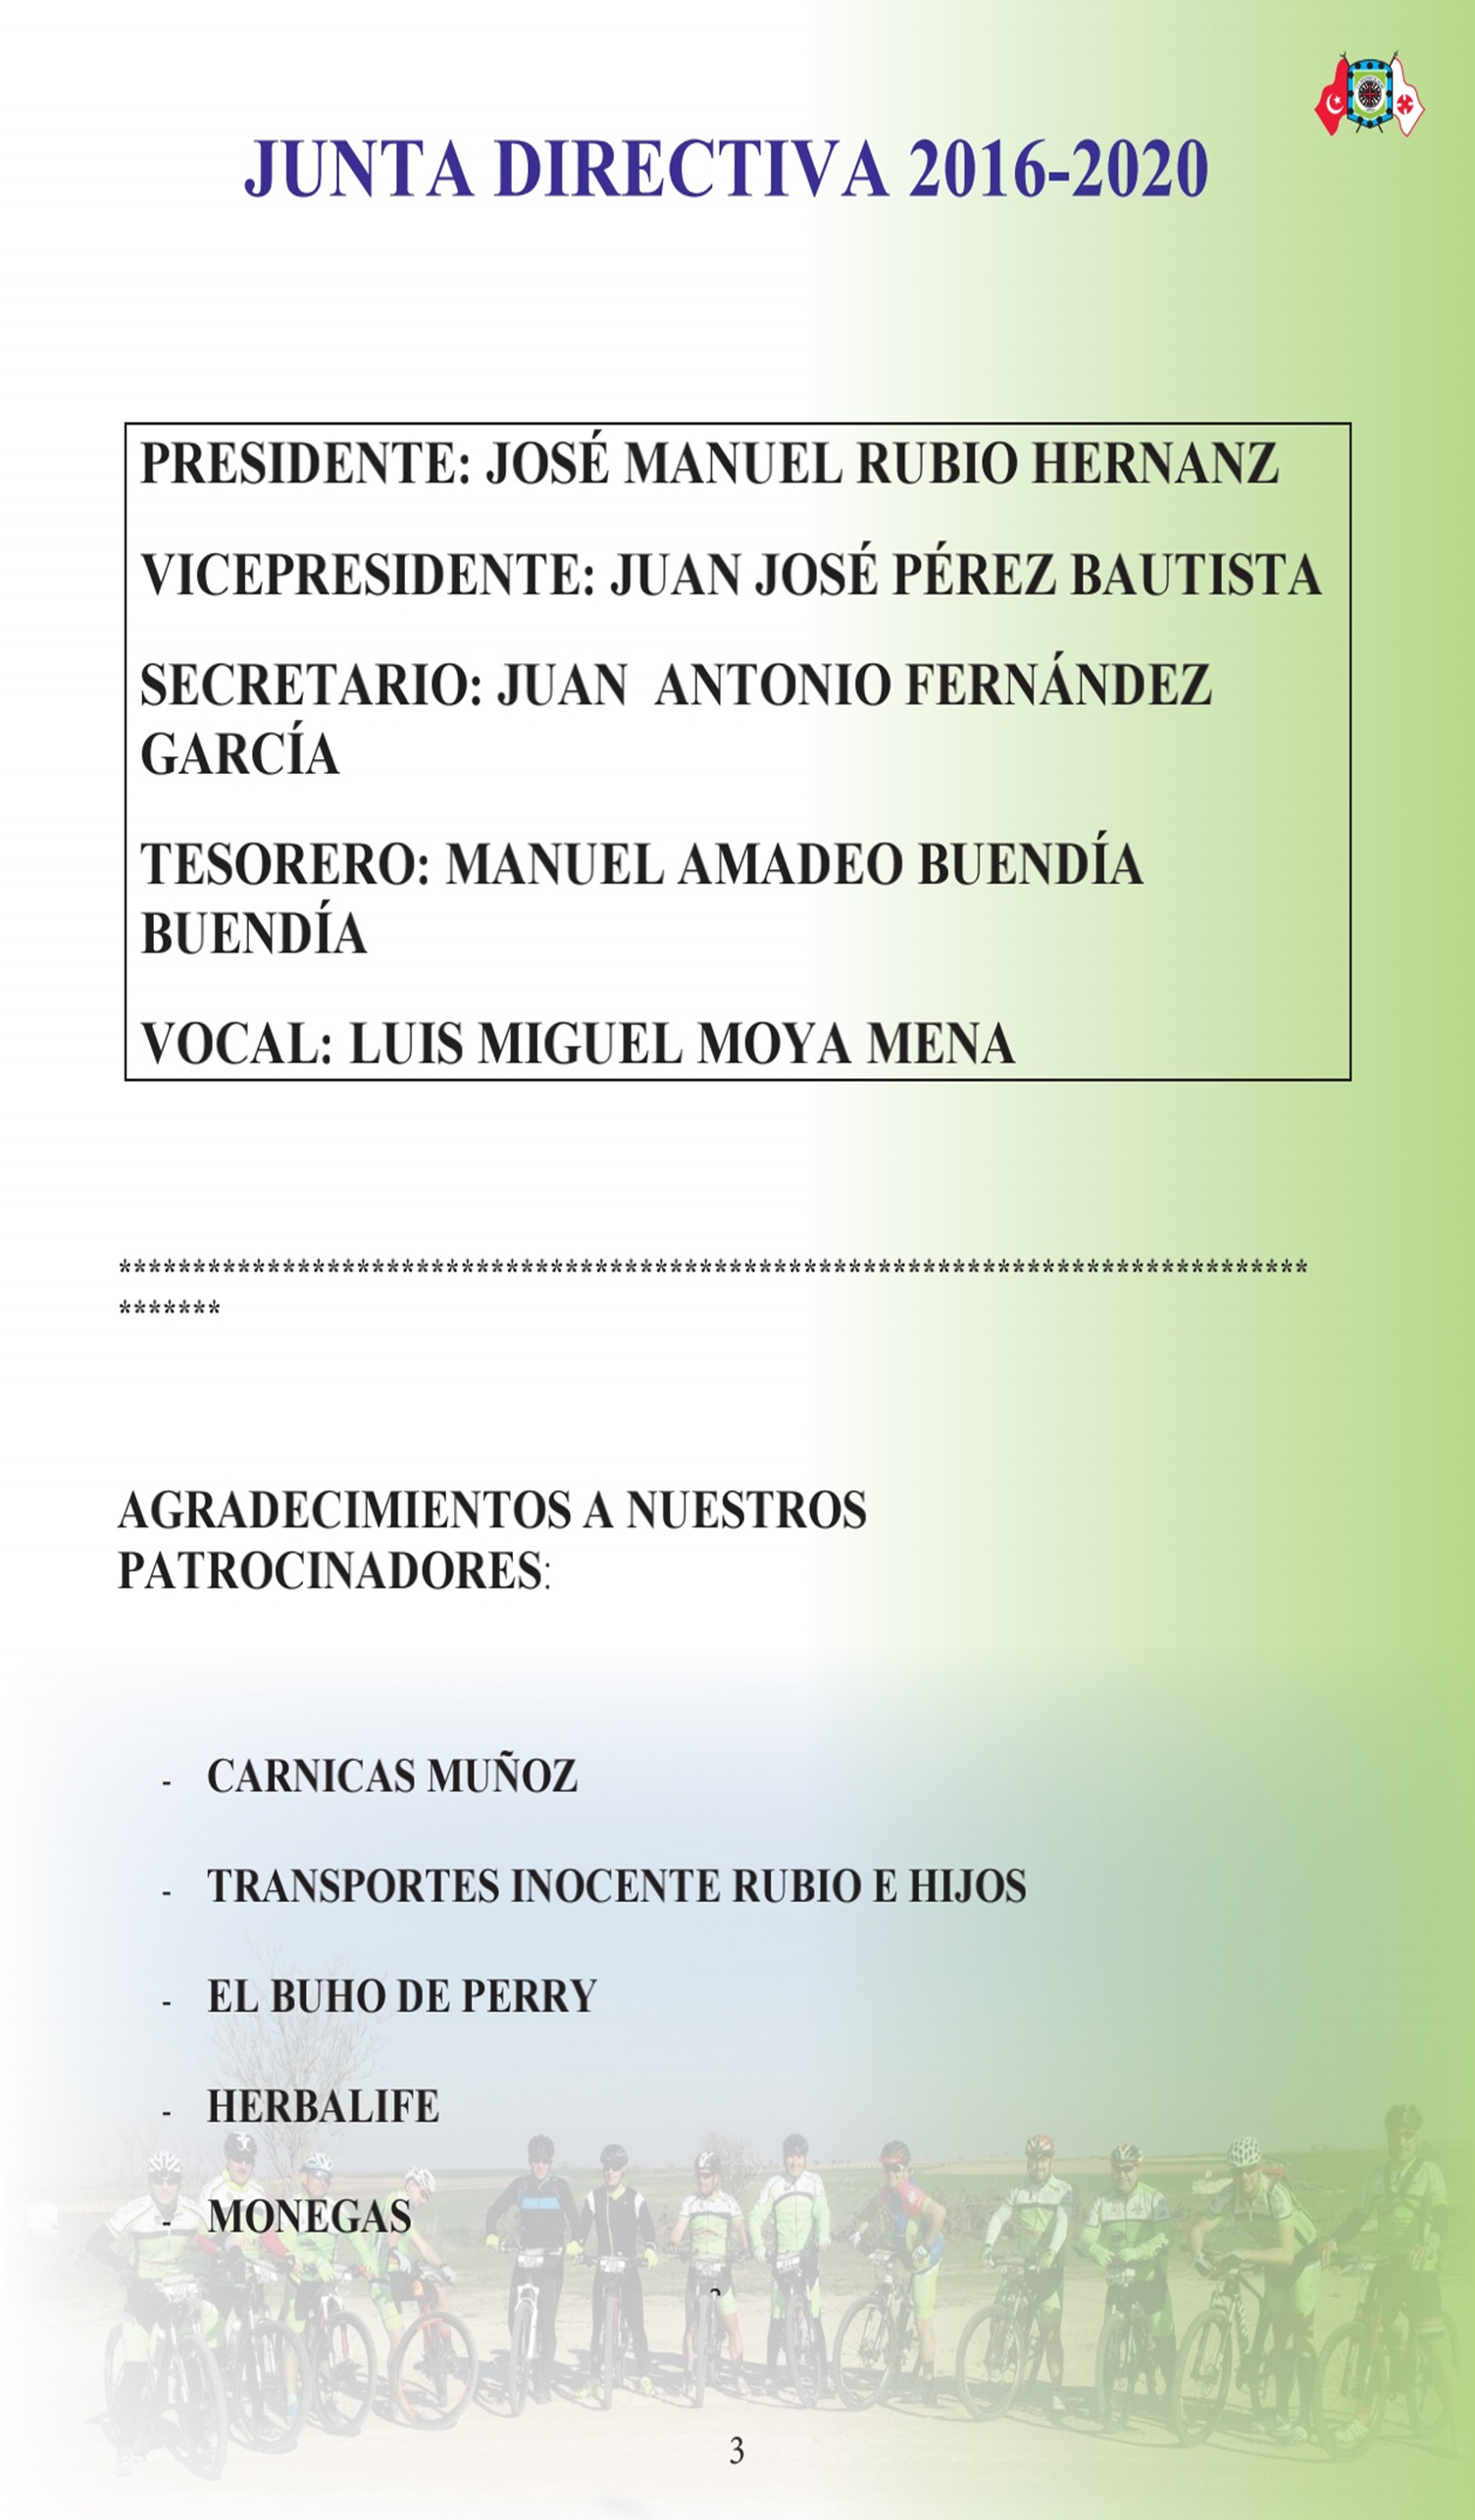 JUNTA DIRECTIVA 2016-2020
PRESIDENTE: JOSÉ MANUEL RUBIO HERNANZ
VICEPRESIDENTE: JUAN JOSÉ PÉREZ BAUTISTA
SECRETARIO: JUAN  ANTONIO FERNÁNDEZ
GARCÍA
TESORERO: MANUEL AMADEO BUENDÍA
BUENDÍA
VOCAL: LUIS MIGUEL MOYA MENA
********************************************************************************
*******
AGRADECIMIENTOS A NUESTROS
PATROCINADORES:
- CARNICAS MUÑOZ
- TRANSPORTES INOCENTE RUBIO E HIJOS
- EL BUHO DE PERRY
- HERBALIFE
- MONEGAS
3